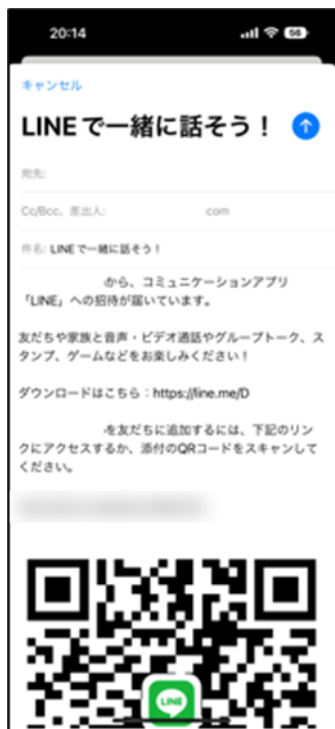 20:14
56
キャンセル
LINEで一緒に話そう！
宛先:
Cc/Bcc、差出人: com
件名: LINEで一緒に話そう！
から、コミュニケーションアプリ
「LINE」への招待が届いています。
友だちや家族と音声・ビデオ通話やグループトーク、ス
タンプ、ゲームなどをお楽しみください！
ダウンロードはこちら：https://line.me/D
を友だちに追加するには、下記のリン
クにアクセスするか、添付のQRコードをスキャンして
ください。
LINE